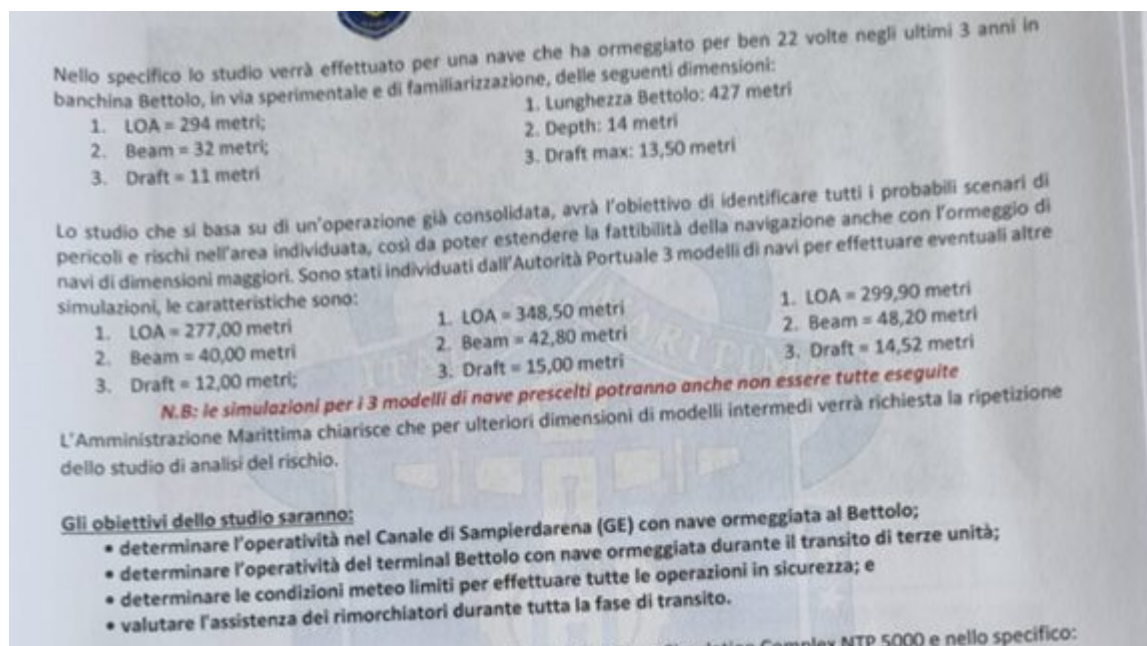 Nello specifico lo studio verrà effettuato per una nave che ha ormeggiato per ben 22 volte negli ultimi 3 anni in
banchina Bettolo, in via sperimentale e di familiarizzazione, delle seguenti dimensioni:
1. LOA = 294 metri;
2. Beam = 32 metri;
3. Draft = 11 metri
1. Lunghezza Bettolo: 427 metri
2. Depth: 14 metri
3. Draft max: 13,50 metri
Lo studio che si basa su di un'operazione già consolidata, avrà l'obiettivo di identificare tutti i probabili scenari di
pericoli e rischi nell'area individuata, così da poter estendere la fattibilità della navigazione anche con l'ormeggio di
navi di dimensioni maggiori. Sono stati individuati dall'Autorità Portuale 3 modelli di navi per effettuare eventuali altre
simulazioni, le caratteristiche sono:
1. LOA = 277,00 metri
2. Beam = 40,00 metri
3. Draft = 12,00 metri;
1. LOA = 348,50 metri
2. Beam = 42,80 metri
3. Draft = 15,00 metri
1. LOA = 299,90 metri
2. Beam = 48,20 metri
3. Draft = 14,52 metri
N.B: le simulazioni per i 3 modelli di nave prescelti potranno anche non essere tutte eseguite
L'Amministrazione Marittima chiarisce che per ulteriori dimensioni di modelli intermedi verrà richiesta la ripetizione
dello studio di analisi del rischio.
Gli obiettivi dello studio saranno:
• determinare l'operatività nel Canale di Sampierdarena (GE) con nave ormeggiata al Bettolo;
• determinare l'operatività del terminal Bettolo con nave ormeggiata durante il transito di terze unità;
• determinare le condizioni meteo limiti per effettuare tutte le operazioni in sicurezza; e
• valutare l'assistenza dei rimorchiatori durante tutta la fase di transito.
Complex NTP 5000 e nello specifico: